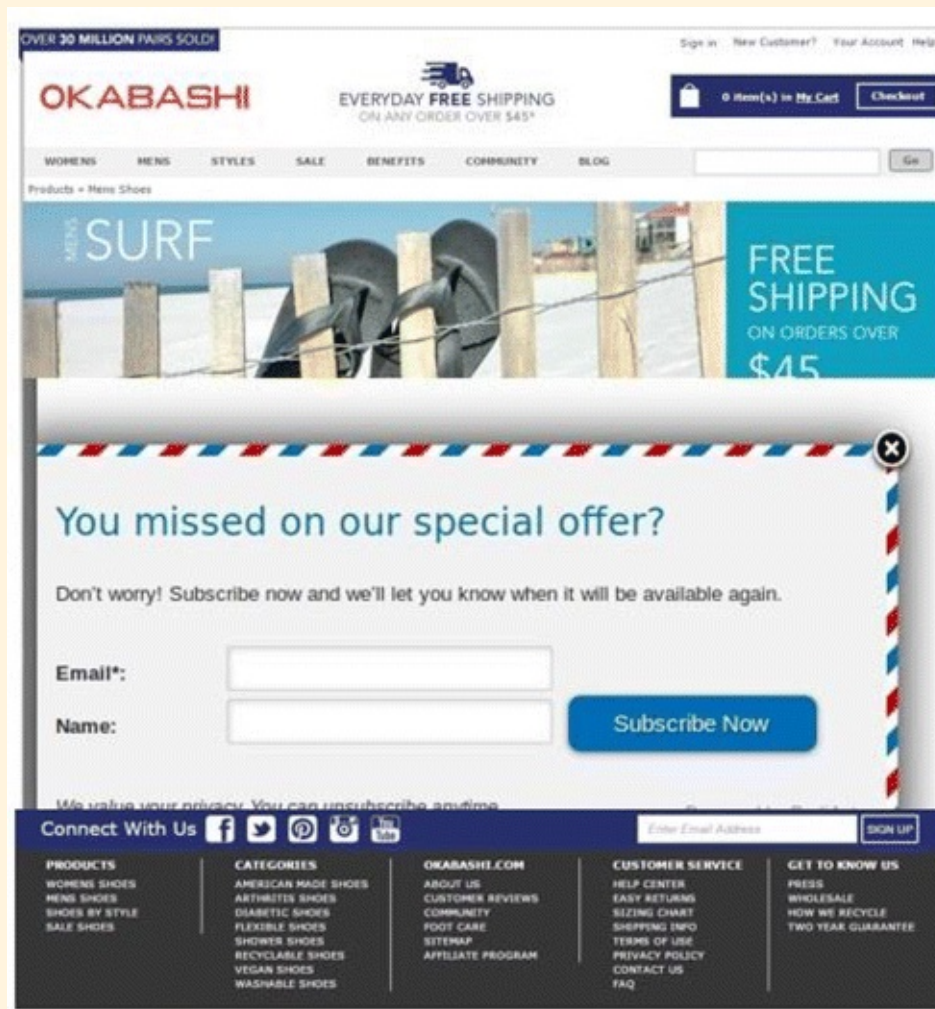 OVER 30 MILLION PAIRS SOLD!
Sign in New Customer? Your Account Help
OKABASHI
EVERYDAY FREE SHIPPING
ON ANY ORDER OVER $45*
0 item(s) in My Cart Checkout
WOMENS MENS STYLES SALE BENEFITS COMMUNITY BLOG Go
Products » Mens Shoes
MENS SURF
FREE
SHIPPING
ON ORDERS OVER
$45
You missed on our special offer?
Don't worry! Subscribe now and we'll let you know when it will be available again.
Email*:
Name:
Subscribe Now
We value your privacy. You can unsubscribe anytime
Connect With Us
You
Tube
Enter Email Address SIGN UP
PRODUCTS
WOMENS SHOES
MENS SHOES
SHOES BY STYLE
SALE SHOES
CATEGORIES
AMERICAN MADE SHOES
ARTHRITIS SHOES
DIABETIC SHOES
FLEXIBLE SHOES
SHOWER SHOES
RECYCLABLE SHOES
VEGAN SHOES
WASHABLE SHOES
OKABASHI.COM
ABOUT US
CUSTOMER REVIEWS
COMMUNITY
FOOT CARE
SITEMAP
AFFILIATE PROGRAM
CUSTOMER SERVICE
HELP CENTER
EASY RETURNS
SIZING CHART
SHIPPING INFO
TERMS OF USE
PRIVACY POLICY
CONTACT US
FAQ
GET TO KNOW US
PRESS
WHOLESALE
HOW WE RECYCLE
TWO YEAR GUARANTEE